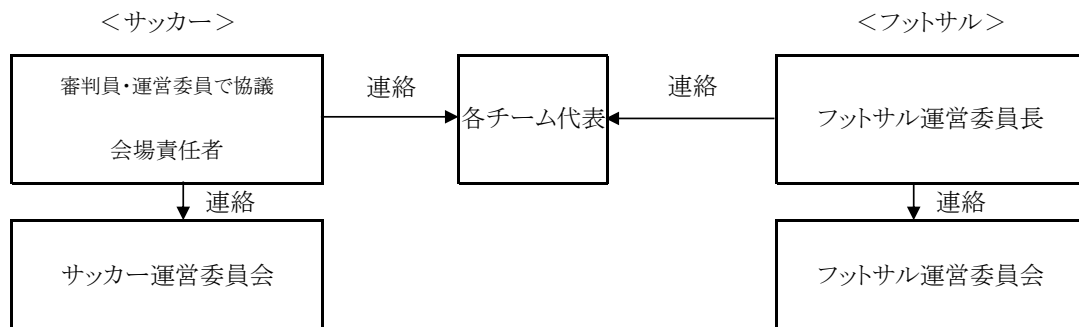 <サッカー>
<フットサル>
審判員・運営委員で協議
会場責任者
連絡
各チーム代表
連絡
フットサル運営委員長
連絡
連絡
サッカー運営委員会
フットサル運営委員会